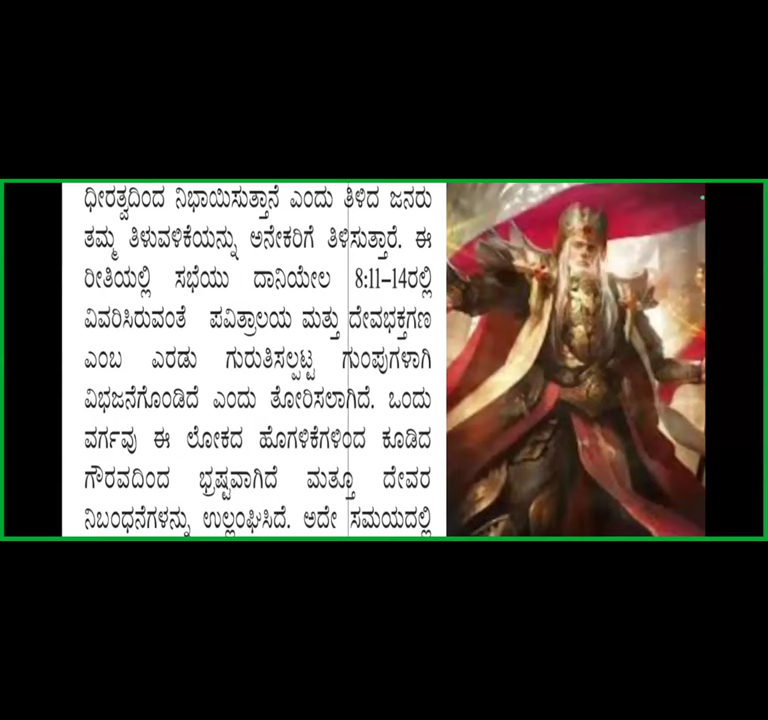 ಧೀರತ್ವದಿಂದ ನಿಭಾಯಿಸುತ್ತಾನೆ ಎಂದು ತಿಳಿದ ಜನರು
ತಮ್ಮ ತಿಳುವಳಿಕೆಯನ್ನು ಅನೇಕರಿಗೆ ತಿಳಿಸುತ್ತಾರೆ. ಈ
ರೀತಿಯಲ್ಲಿ ಸಭೆಯು ದಾನಿಯೇಲ 8:11–14ರಲ್ಲಿ
ವಿವರಿಸಿರುವಂತೆ ಪವಿತ್ರಾಲಯ ಮತ್ತು ದೇವಭಕ್ತಗಣ
ಎಂಬ ಎರಡು ಗುರುತಿಸಲ್ಪಟ್ಟ ಗುಂಪುಗಳಾಗಿ
ವಿಭಜನೆಗೊಂಡಿದೆ ಎಂದು ತೋರಿಸಲಾಗಿದೆ. ಒಂದು
ವರ್ಗವು ಈ ಲೋಕದ ಹೊಗಳಿಕೆಗಳಿಂದ ಕೂಡಿದ
ಗೌರವದಿಂದ ಭ್ರಷ್ಟವಾಗಿದೆ ಮತ್ತೂ ದೇವರ
ನಿಬಂಧನೆಗಳನ್ನು ಉಲ್ಲಂಘಿಸಿದೆ. ಅದೇ ಸಮಯದಲ್ಲಿ